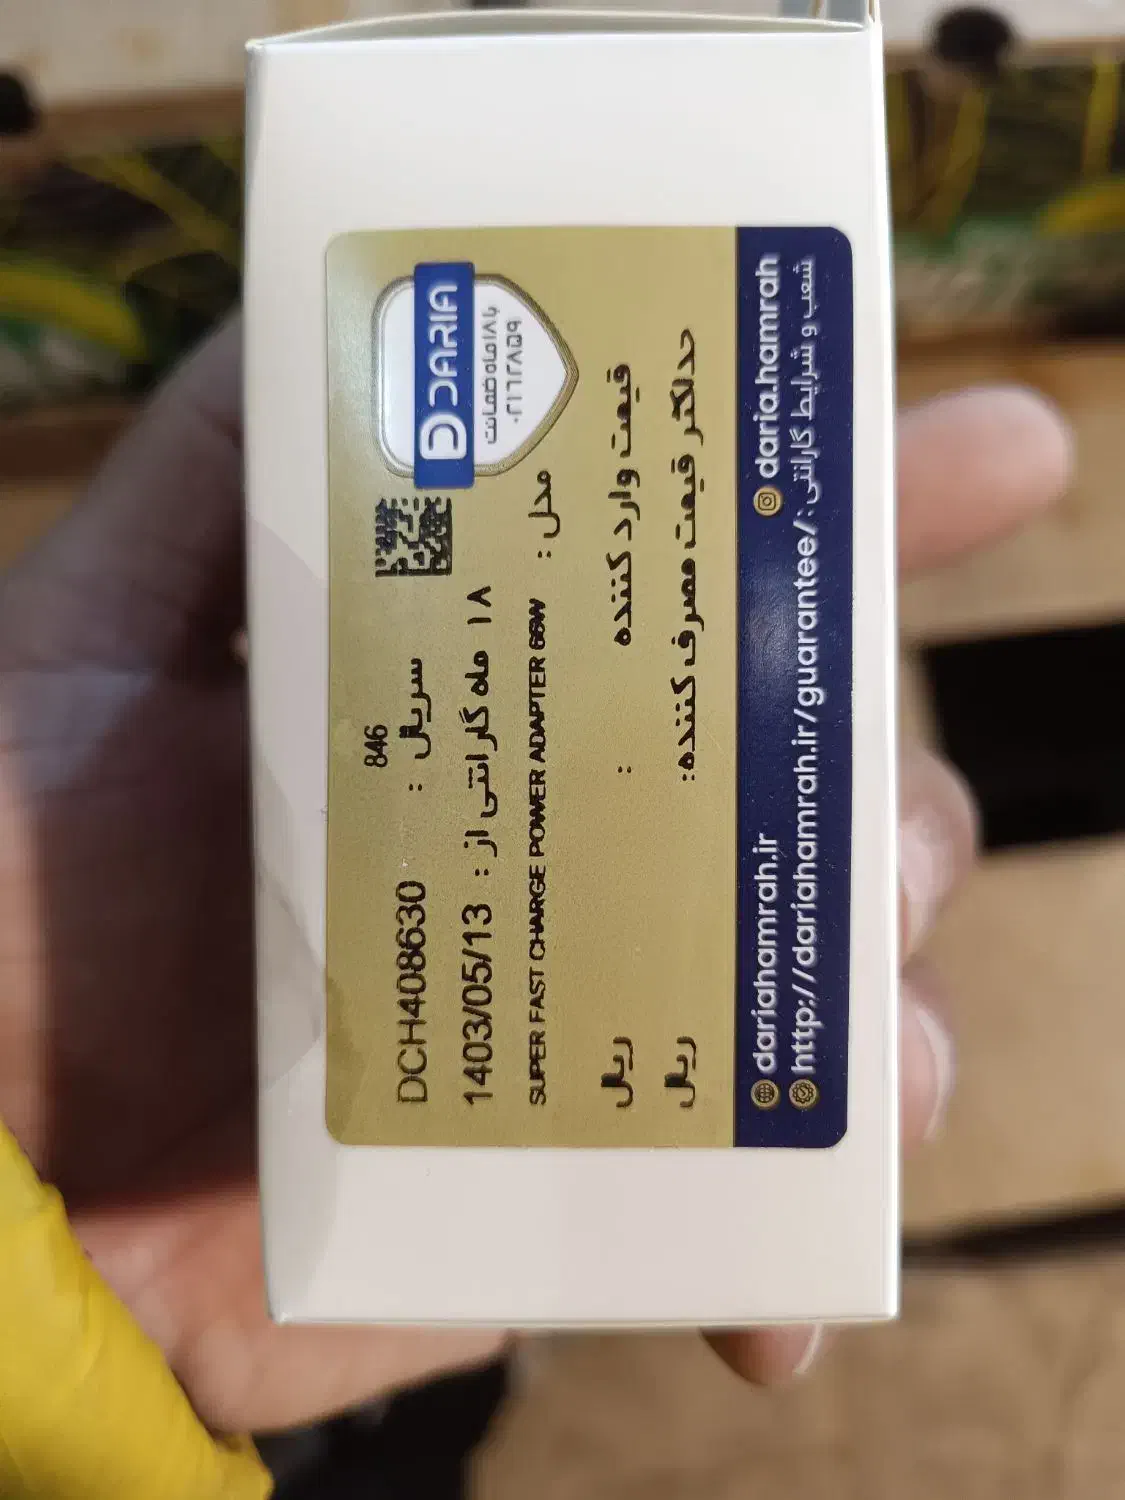 DARIA
با ۱۸ ماه ضمانت
۰۲۱۶۲۸۵۹
846
سریال : DCH408630
۱۸ ماه گارانتی از : 1403/05/13
مدل : SUPER FAST CHARGE POWER ADAPTER 66W
قیمت وارد کننده : ریال
حداکثر قیمت مصرف کننده: ریال
dariahamrah.ir daria.hamrah
شعب و شرایط گارانتی: http://dariahamrah.ir/guarantee/